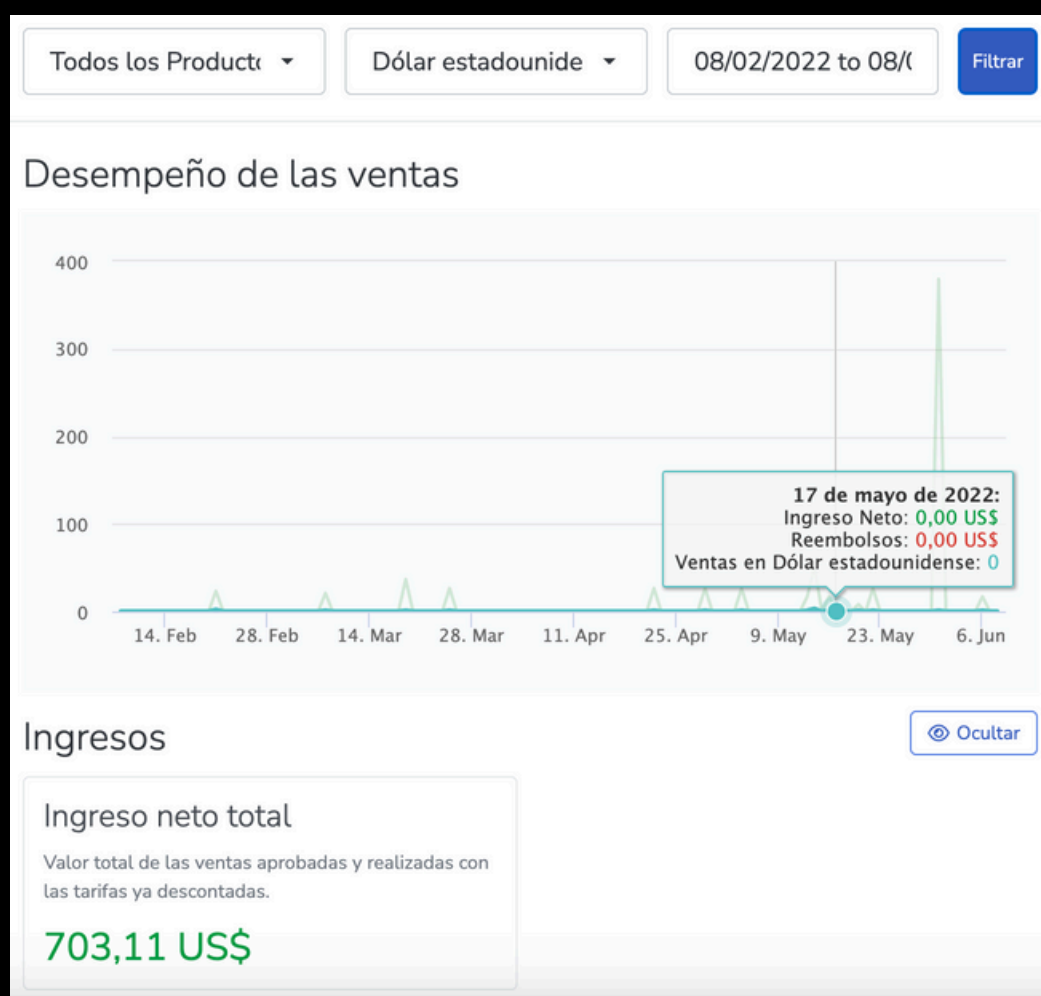 Todos los Product
Dólar estadounide
08/02/2022 to 08/
Filtrar
Desempeño de las ventas
400
300
200
100
0
17 de mayo de 2022:
Ingreso Neto: 0,00 US$
Reembolsos: 0,00 US$
Ventas en Dólar estadounidense: 0
14. Feb 28. Feb 14. Mar 28. Mar 11. Apr 25. Apr 9. May 23. May 6. Jun
Ingresos
Ocultar
Ingreso neto total
Valor total de las ventas aprobadas y realizadas con
las tarifas ya descontadas.
703,11 US$